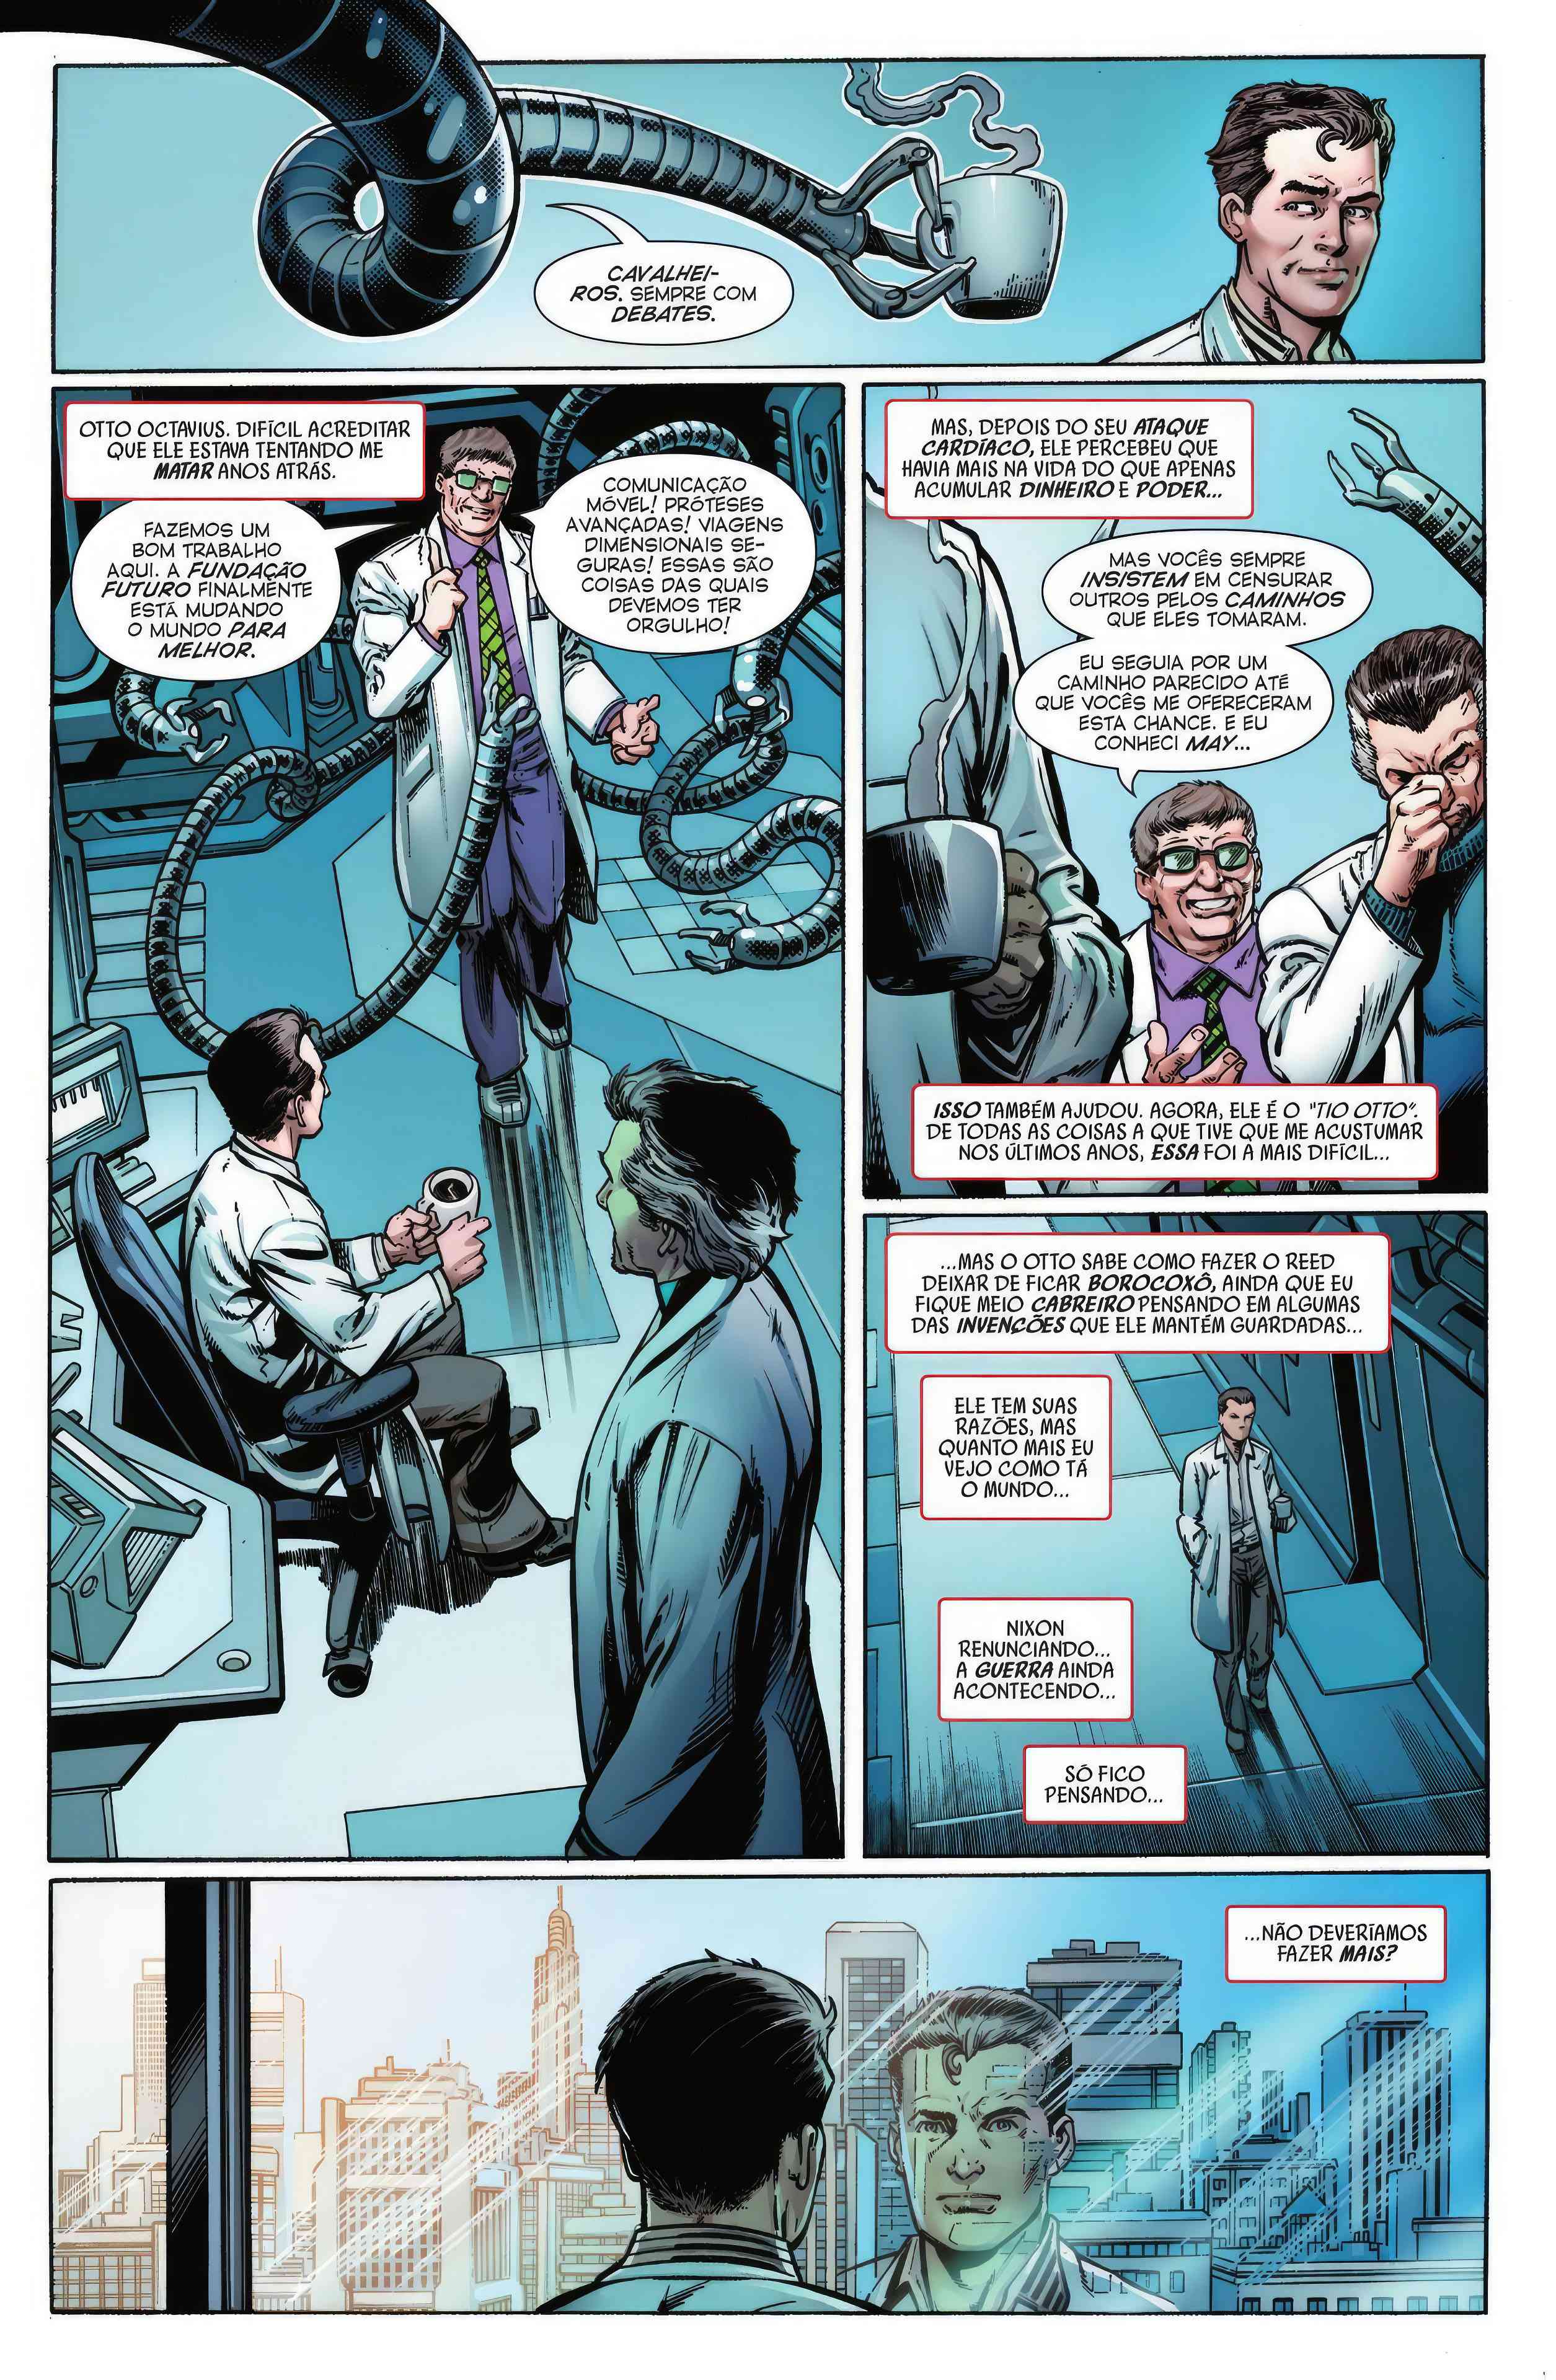 CAVALHEI-
ROS. SEMPRE COM
DEBATES.
OTTO OCTAVIUS. DIFÍCIL ACREDITAR
QUE ELE ESTAVA TENTANDO ME
MATAR ANOS ATRÁS.
FAZEMOS UM
BOM TRABALHO
AQUI. A FUNDAÇÃO
FUTURO FINALMENTE
ESTÁ MUDANDO
O MUNDO PARA
MELHOR.
COMUNICAÇÃO
MÓVEL! PRÓTESES
AVANÇADAS! VIAGENS
DIMENSIONAIS SE-
GURAS! ESSAS SÃO
COISAS DAS QUAIS
DEVEMOS TER
ORGULHO!
MAS, DEPOIS DO SEU ATAQUE
CARDÍACO, ELE PERCEBEU QUE
HAVIA MAIS NA VIDA DO QUE APENAS
ACUMULAR DINHEIRO E PODER...
MAS VOCÊS SEMPRE
INSISTEM EM CENSURAR
OUTROS PELOS CAMINHOS
QUE ELES TOMARAM.
EU SEGUIA POR UM
CAMINHO PARECIDO ATÉ
QUE VOCÊS ME OFERECERAM
ESTA CHANCE. E EU
CONHECI MAY...
ISSO TAMBÉM AJUDOU. AGORA, ELE É O "TIO OTTO".
DE TODAS AS COISAS A QUE TIVE QUE ME ACUSTUMAR
NOS ÚLTIMOS ANOS, ESSA FOI A MAIS DIFÍCIL...
...MAS O OTTO SABE COMO FAZER O REED
DEIXAR DE FICAR BOROCOXÔ, AINDA QUE EU
FIQUE MEIO CABREIRO PENSANDO EM ALGUMAS
DAS INVENÇÕES QUE ELE MANTÉM GUARDADAS...
ELE TEM SUAS
RAZÕES, MAS
QUANTO MAIS EU
VEJO COMO TÁ
O MUNDO...
NIXON
RENUNCIANDO...
A GUERRA AINDA
ACONTECENDO...
SÓ FICO
PENSANDO...
...NÃO DEVERÍAMOS
FAZER MAIS?